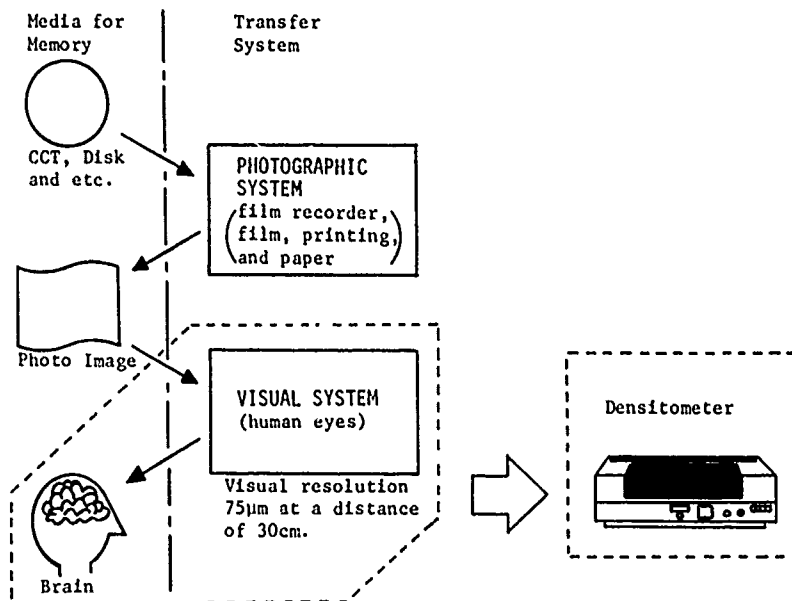 Media for
Memory
Transfer
System
CCT, Disk
and etc.
PHOTOGRAPHIC
SYSTEM
(film recorder,
film, printing,
and paper)
Photo Image
VISUAL SYSTEM
(human eyes)
Visual resolution
75µm at a distance
of 30cm.
Brain
Densitometer